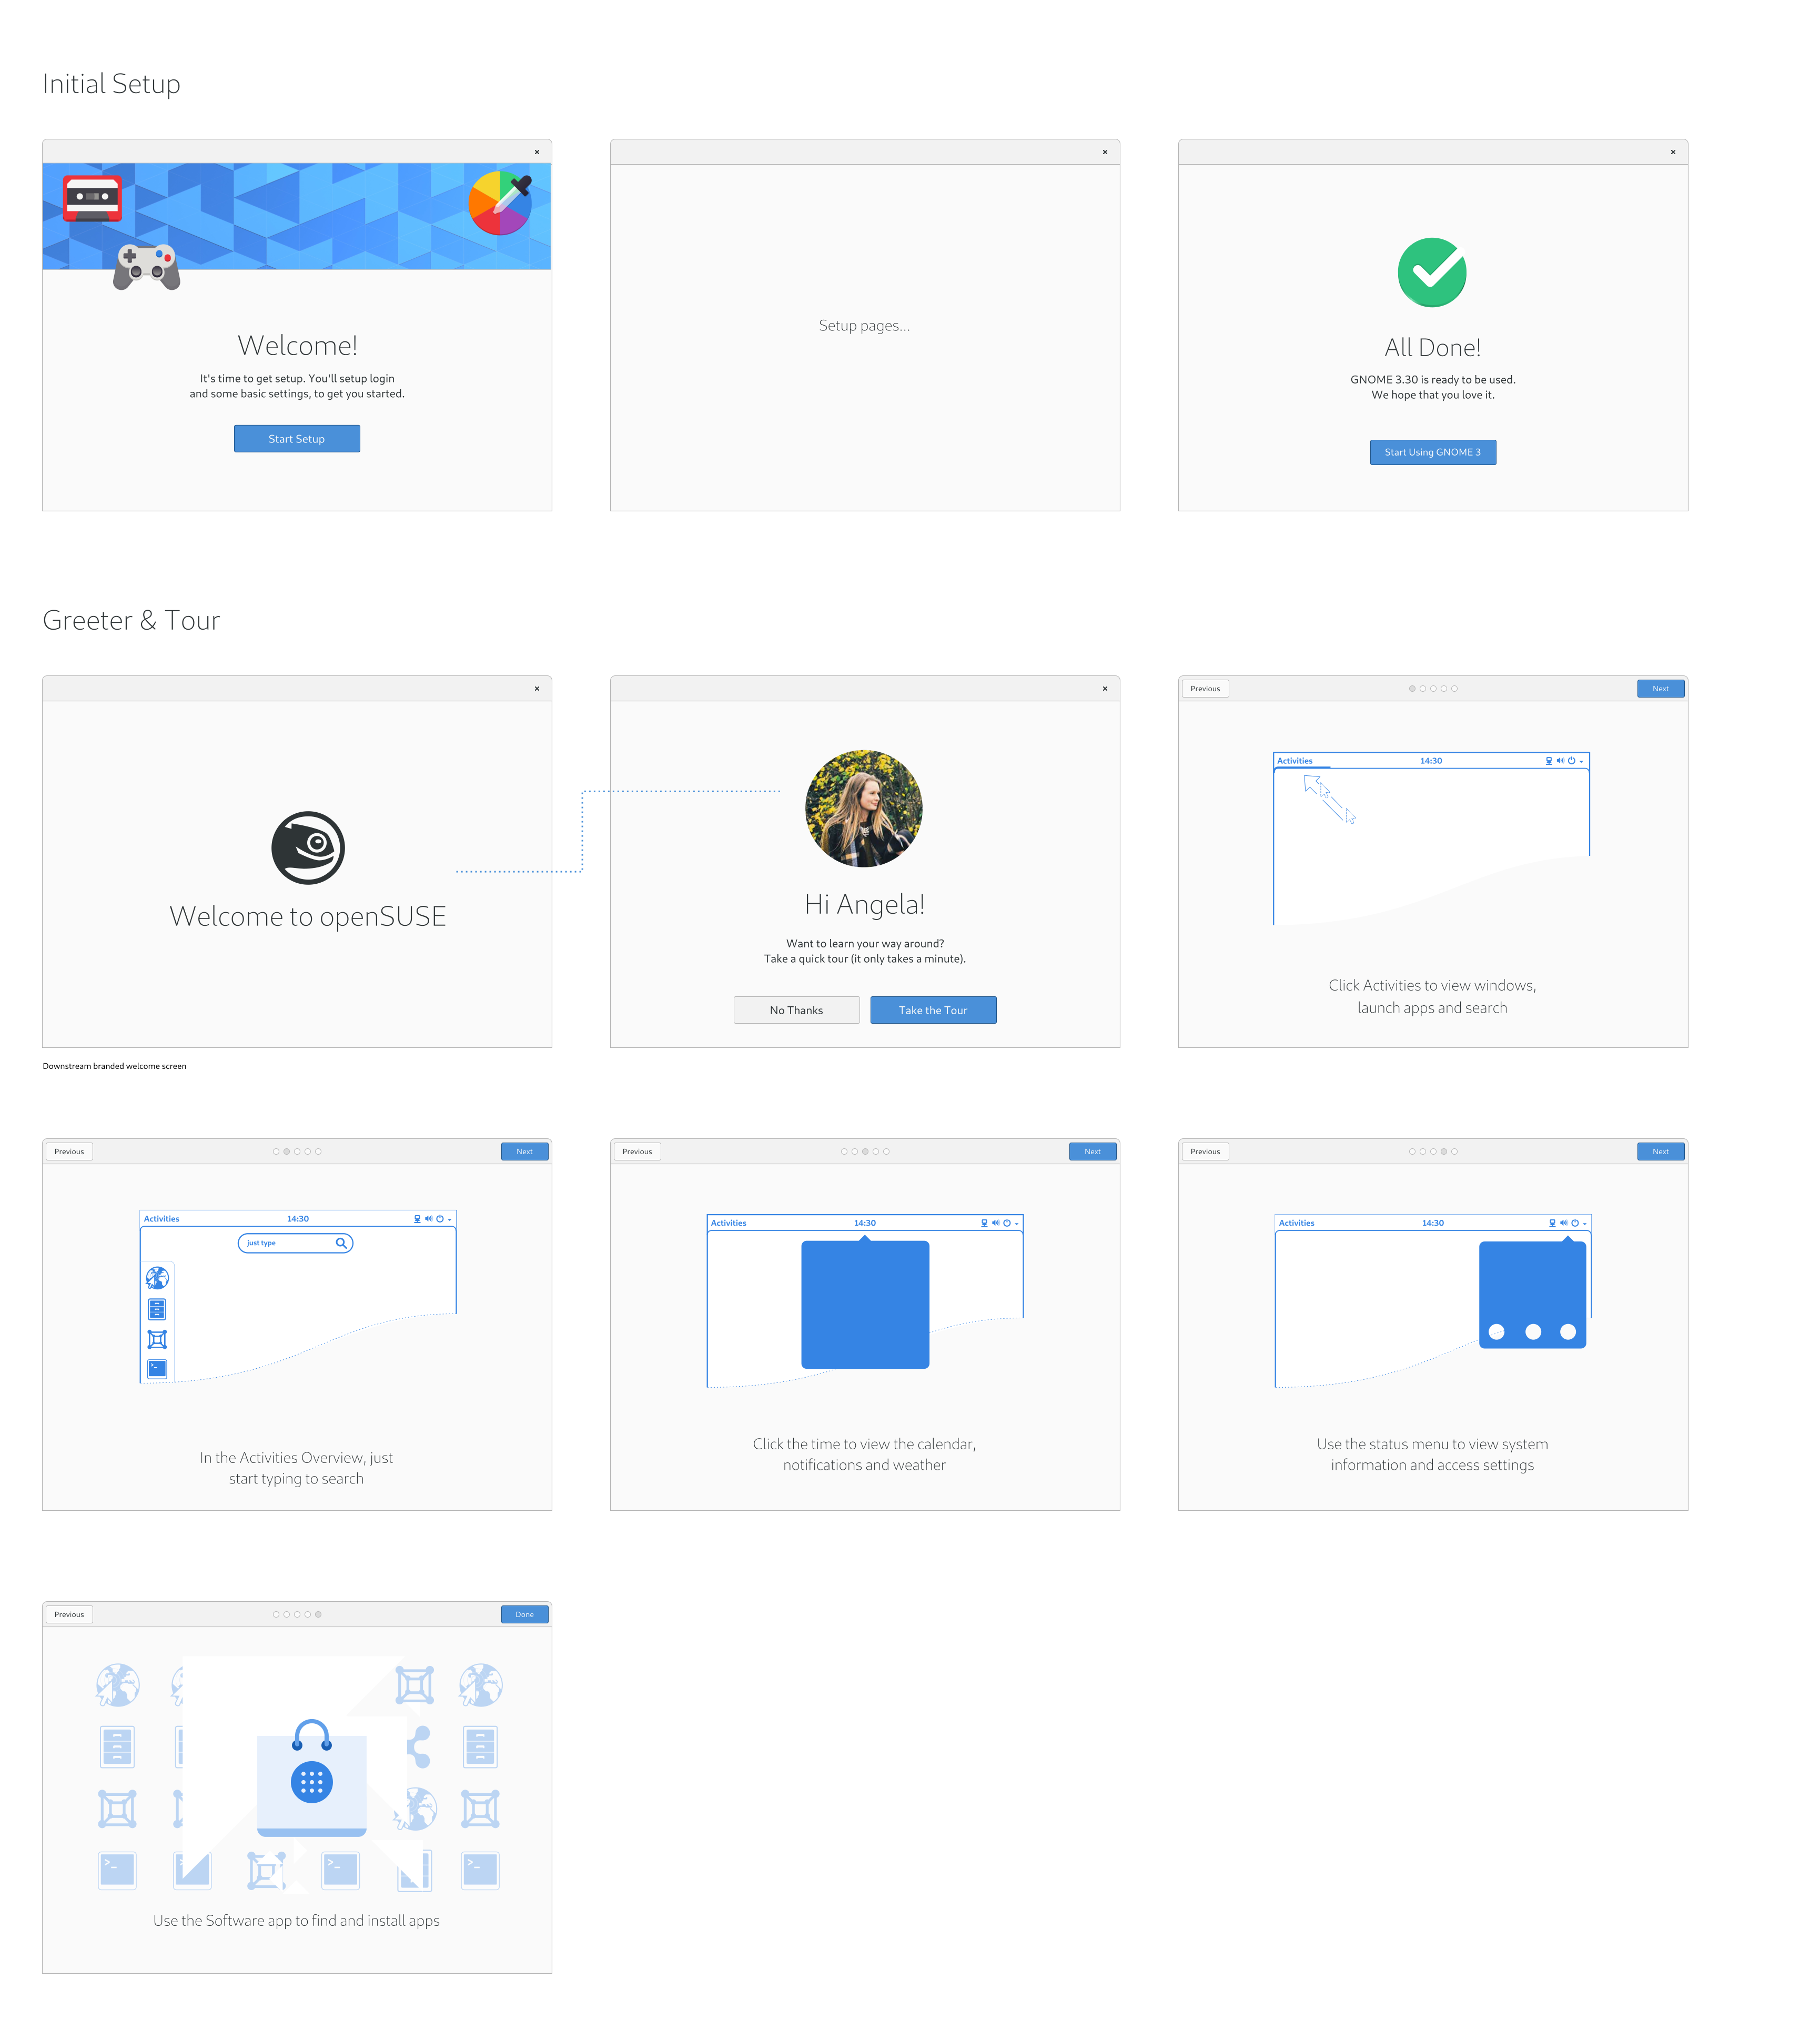 Initial Setup
Welcome!
It's time to get setup. You'll setup login
and some basic settings, to get you started.
Start Setup
Setup pages...
All Done!
GNOME 3.30 is ready to be used.
We hope that you love it.
Start Using GNOME 3
Greeter & Tour
Welcome to openSUSE
Downstream branded welcome screen
Hi Angela!
Want to learn your way around?
Take a quick tour (it only takes a minute).
No Thanks
Take the Tour
Previous
Next
Activities
14:30
Click Activities to view windows,
launch apps and search
Previous
Next
Activities
14:30
just type
In the Activities Overview, just
start typing to search
Previous
Next
Activities
14:30
Click the time to view the calendar,
notifications and weather
Previous
Next
Activities
14:30
Use the status menu to view system
information and access settings
Previous
Done
Use the Software app to find and install apps